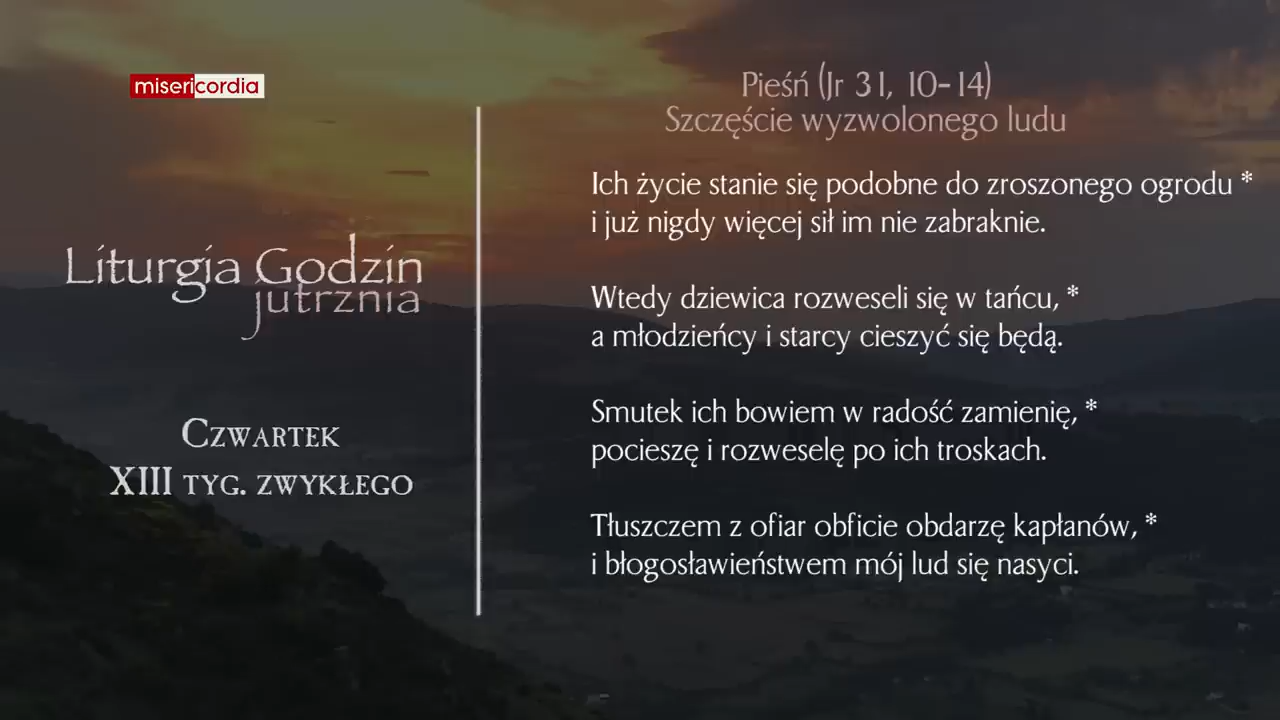 misericordia
Liturgia Godzin
jutrznia
Czwartek
XIII tyg. zwykłego
Pieśń (Jr 31, 10-14)
Szczęście wyzwolonego ludu
Ich życie stanie się podobne do zroszonego ogrodu *
i już nigdy więcej sił im nie zabraknie.
Wtedy dziewica rozweseli się w tańcu, *
a młodzieńcy i starcy cieszyć się będą.
Smutek ich bowiem w radość zamienię, *
pocieszę i rozweselę po ich troskach.
Tłuszczem z ofiar obficie obdarzę kapłanów, *
i błogosławieństwem mój lud się nasyci.